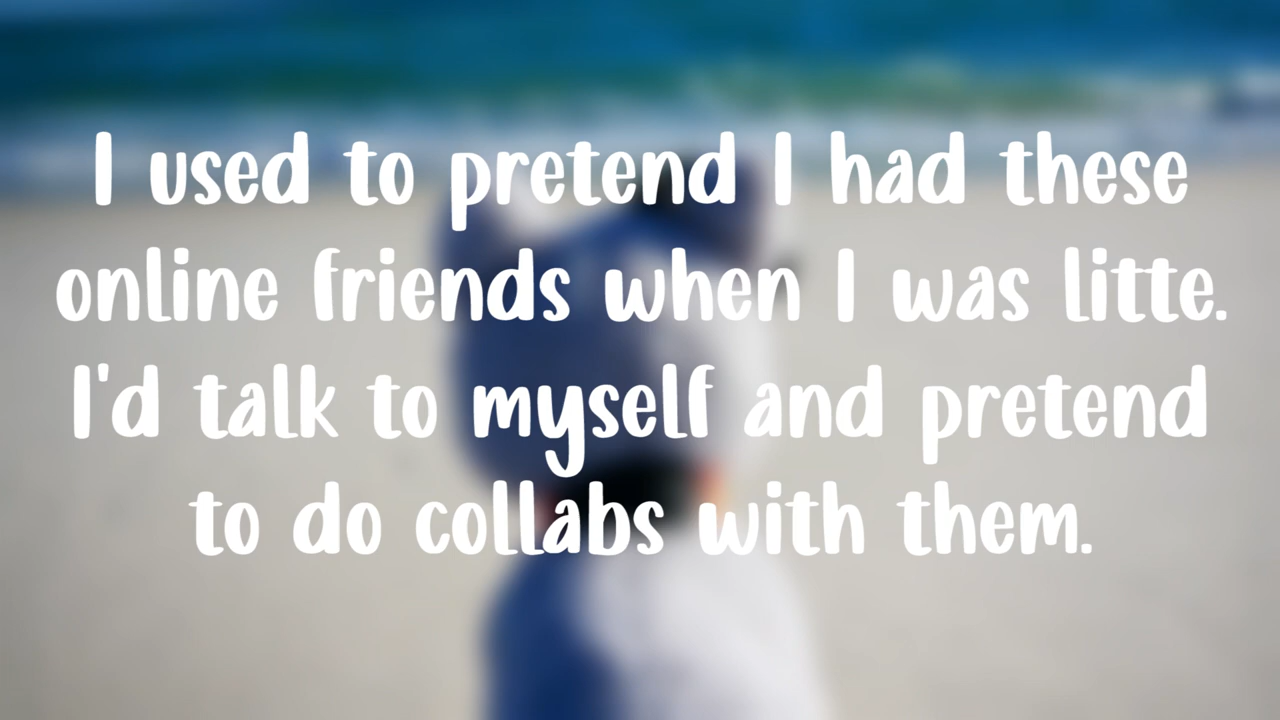 I used to pretend I had these
online friends when I was litte.
I'd talk to myself and pretend
to do collabs with them.